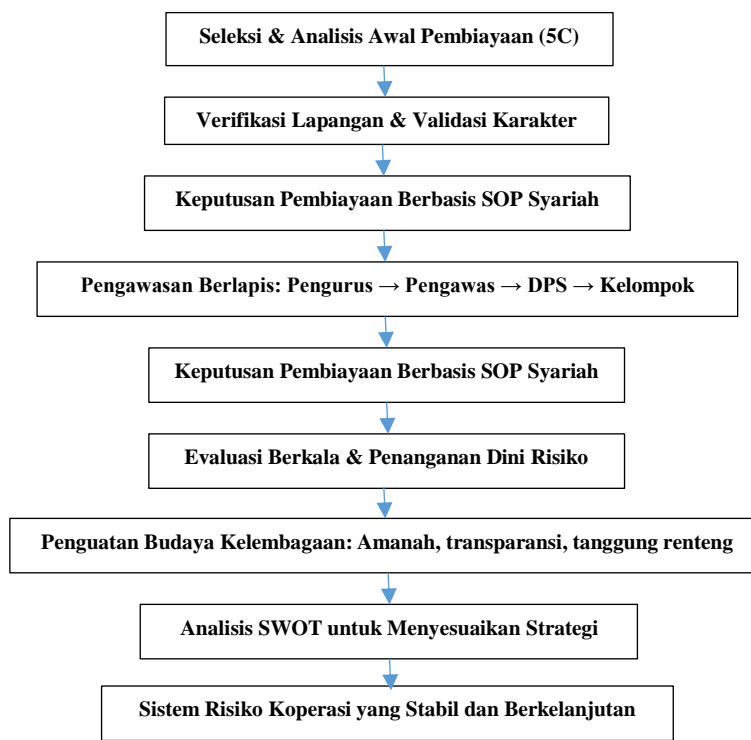 Seleksi & Analisis Awal Pembiayaan (5C)
Verifikasi Lapangan & Validasi Karakter
Keputusan Pembiayaan Berbasis SOP Syariah
Pengawasan Berlapis: Pengurus → Pengawas → DPS → Kelompok
Keputusan Pembiayaan Berbasis SOP Syariah
Evaluasi Berkala & Penanganan Dini Risiko
Penguatan Budaya Kelembagaan: Amanah, transparansi, tanggung renteng
Analisis SWOT untuk Menyesuaikan Strategi
Sistem Risiko Koperasi yang Stabil dan Berkelanjutan